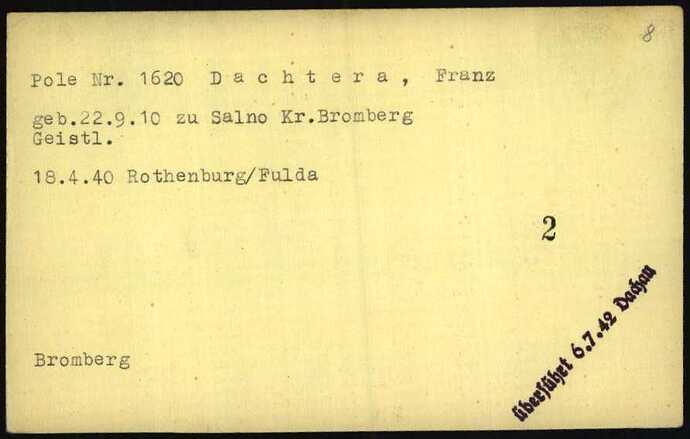 8
Pole Nr. 1620 D a c h t e r a , Franz
geb.22.9.10 zu Salno Kr.Bromberg
Geistl.
18.4.40 Rothenburg/Fulda
2
überführt 6.7.42 Dachau
Bromberg